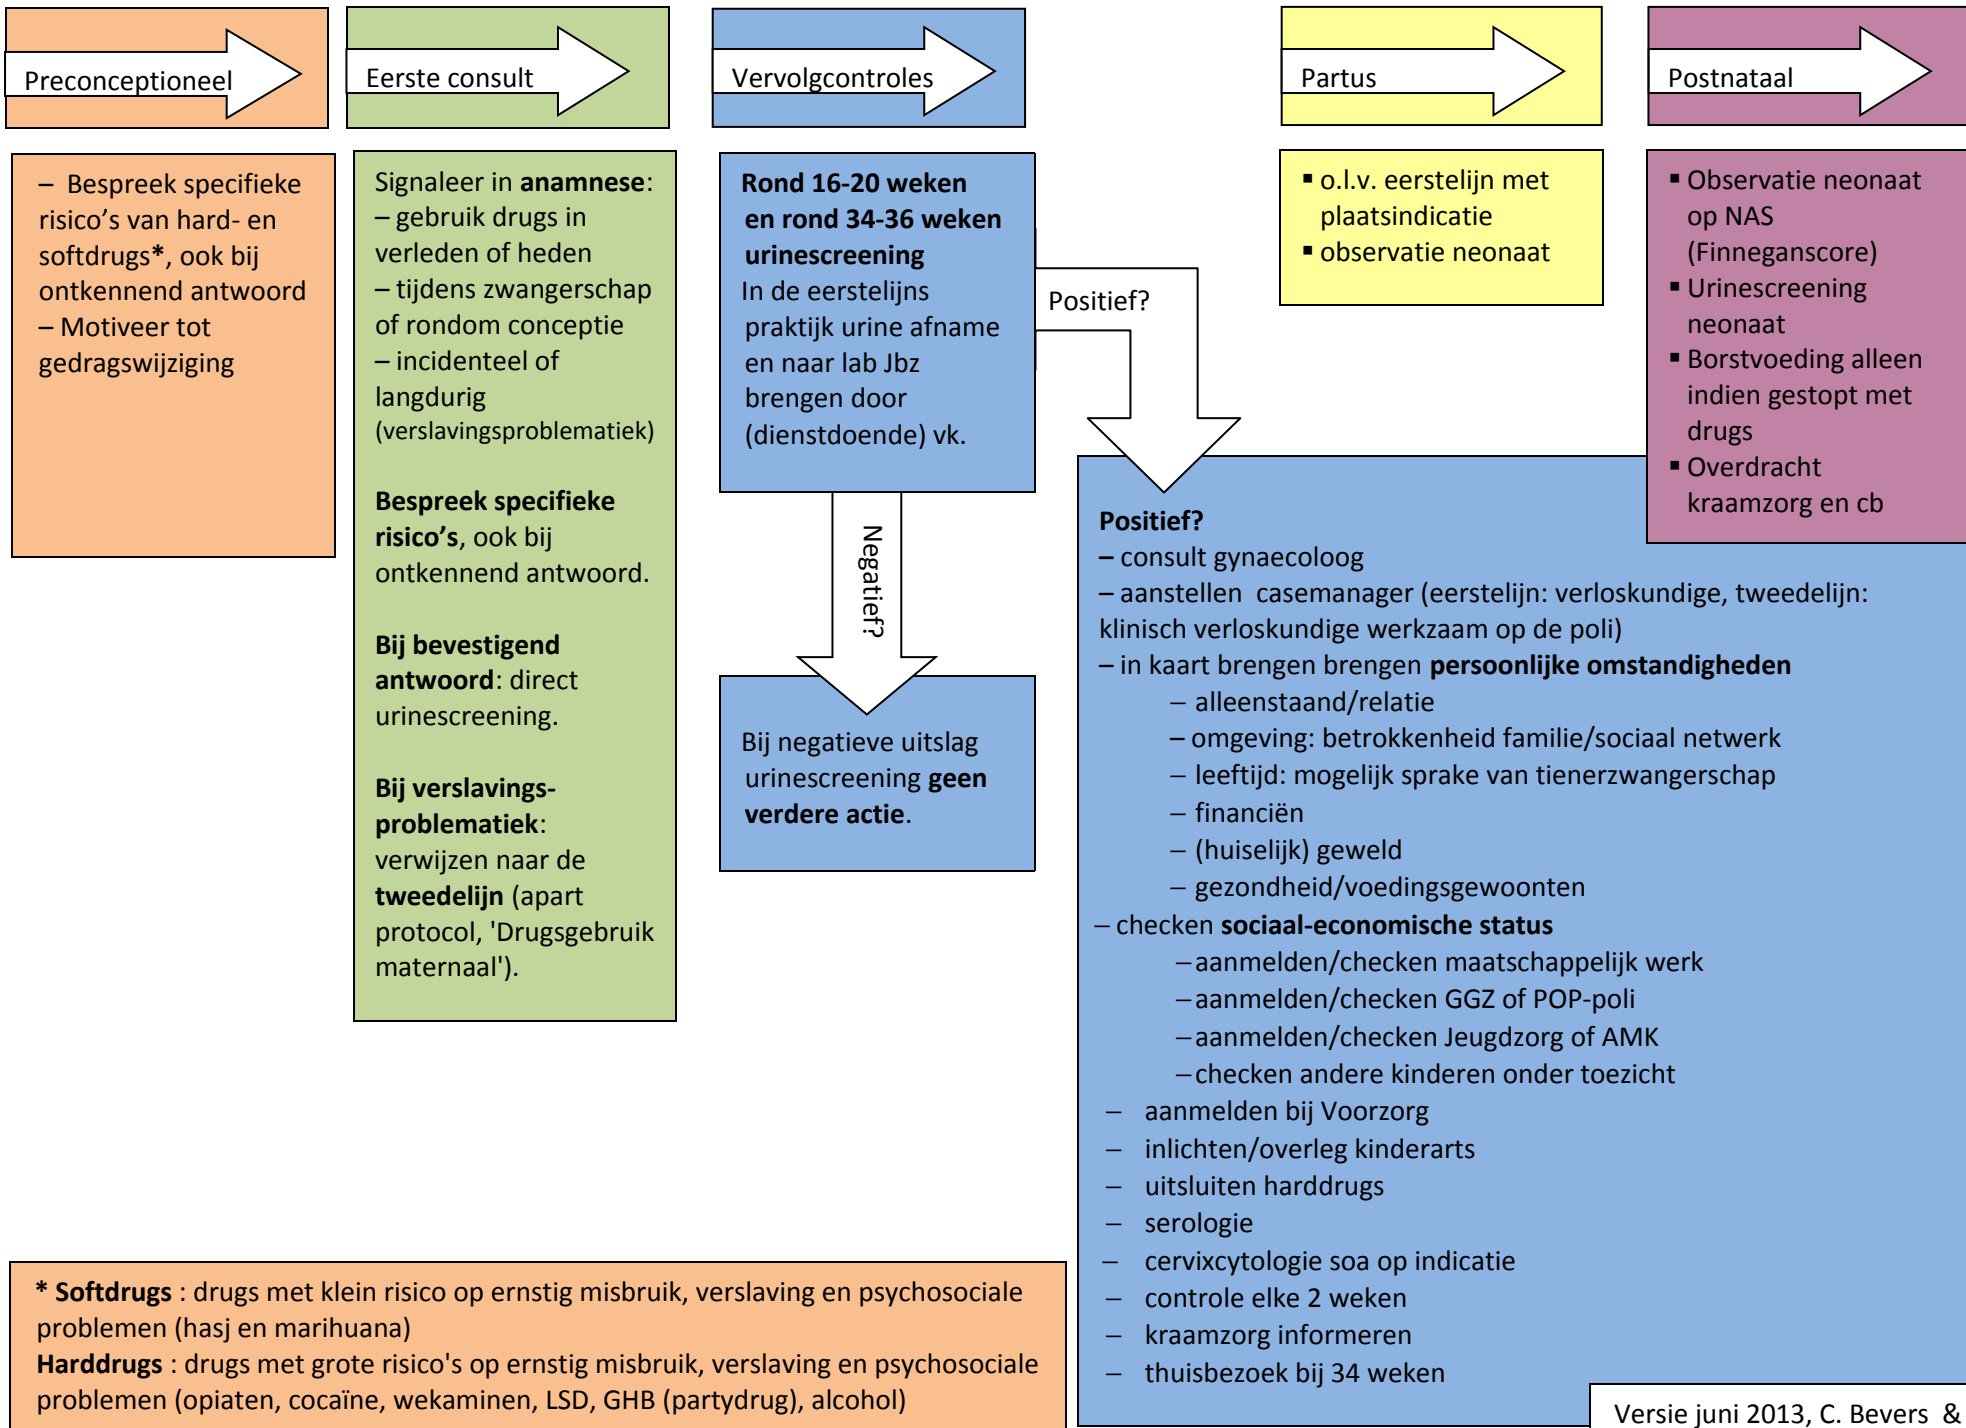 Preconceptioneel
Eerste consult
Vervolgcontroles
Partus
Postnataal
– Bespreek specifieke
risico’s van hard- en
softdrugs*, ook bij
ontkennend antwoord
– Motiveer tot
gedragswijziging
Signaleer in anamnese:
– gebruik drugs in
verleden of heden
– tijdens zwangerschap
of rondom conceptie
– incidenteel of
langdurig
(verslavingsproblematiek)
Bespreek specifieke
risico’s, ook bij
ontkennend antwoord.
Bij bevestigend
antwoord: direct
urinescreening.
Bij verslavings-
problematiek:
verwijzen naar de
tweedelijn (apart
protocol, 'Drugsgebruik
maternaal').
Rond 16-20 weken
en rond 34-36 weken
urinescreening
In de eerstelijns
praktijk urine afname
en naar lab Jbz
brengen door
(dienstdoende) vk.
Positief?
Negatief?
Bij negatieve uitslag
urinescreening geen
verdere actie.
▪ o.l.v. eerstelijn met
plaatsindicatie
▪ observatie neonaat
▪ Observatie neonaat
op NAS
(Finneganscore)
▪ Urinescreening
neonaat
▪ Borstvoeding alleen
indien gestopt met
drugs
▪ Overdracht
kraamzorg en cb
Positief?
– consult gynaecoloog
– aanstellen casemanager (eerstelijn: verloskundige, tweedelijn:
klinisch verloskundige werkzaam op de poli)
– in kaart brengen brengen persoonlijke omstandigheden
– alleenstaand/relatie
– omgeving: betrokkenheid familie/sociaal netwerk
– leeftijd: mogelijk sprake van tienerzwangerschap
– financiën
– (huiselijk) geweld
– gezondheid/voedingsgewoonten
– checken sociaal-economische status
– aanmelden/checken maatschappelijk werk
– aanmelden/checken GGZ of POP-poli
– aanmelden/checken Jeugdzorg of AMK
– checken andere kinderen onder toezicht
– aanmelden bij Voorzorg
– inlichten/overleg kinderarts
– uitsluiten harddrugs
– serologie
– cervixcytologie soa op indicatie
– controle elke 2 weken
– kraamzorg informeren
– thuisbezoek bij 34 weken
* Softdrugs : drugs met klein risico op ernstig misbruik, verslaving en psychosociale
problemen (hasj en marihuana)
Harddrugs : drugs met grote risico's op ernstig misbruik, verslaving en psychosociale
problemen (opiaten, cocaïne, wekaminen, LSD, GHB (partydrug), alcohol)
Versie juni 2013, C. Bevers &